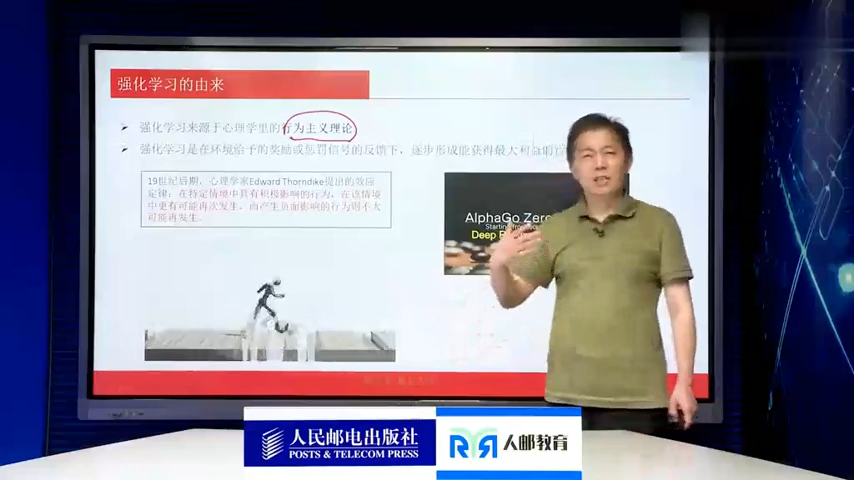 强化学习的由来
强化学习来源于心理学里的行为主义理论
强化学习是在环境给予的奖励或惩罚信号的反馈下，逐步形成能获得最大利益的行
19世纪后期，心理学家Edward Thorndike提出的效应
定律：在特定情境中具有积极影响的行为，在该情境
中更有可能再次发生，而产生负面影响的行为则不太
可能再发生。
AlphaGo Zero
Starting from
Deep
人民邮电出版社
POSTS & TELECOM PRESS
人邮教育